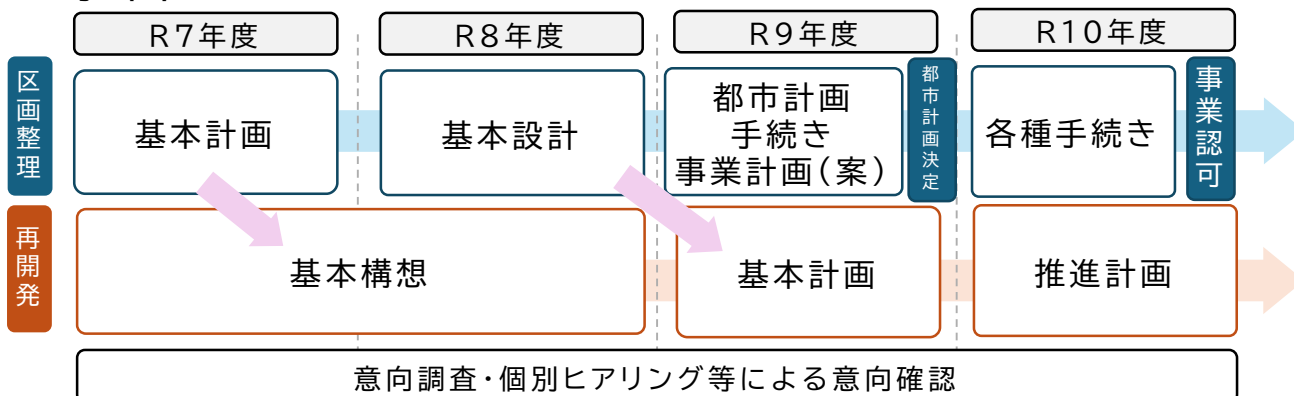 R7年度
R8年度
R9年度
R10年度
区画整理
基本計画
基本設計
都市計画
手続き
事業計画(案)
都市計画決定
各種手続き
事業認可
再開発
基本構想
基本計画
推進計画
意向調査・個別ヒアリング等による意向確認